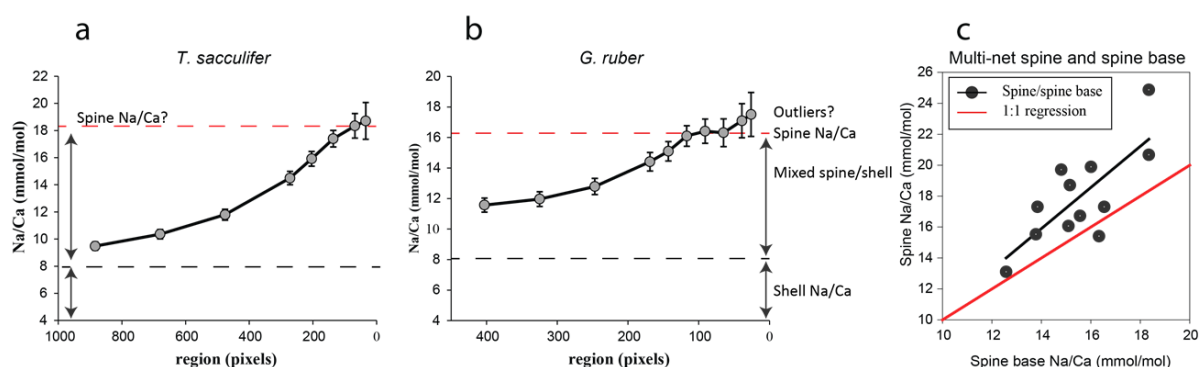 a
T. sacculifer
Na/Ca (mmol/mol)
22
20
18
16
14
12
10
8
6
4
Spine Na/Ca?
1000 800 600 400 200 0
region (pixels)
b
G. ruber
20
18
16
14
12
10
8
6
4
Outliers?
Spine Na/Ca
Mixed spine/shell
Shell Na/Ca
400 300 200 100 0
region (pixels)
c
Multi-net spine and spine base
Spine Na/Ca (mmol/mol)
26
24
22
20
18
16
14
12
10
Spine/spine base
1:1 regression
10 12 14 16 18 20
Spine base Na/Ca (mmol/mol)